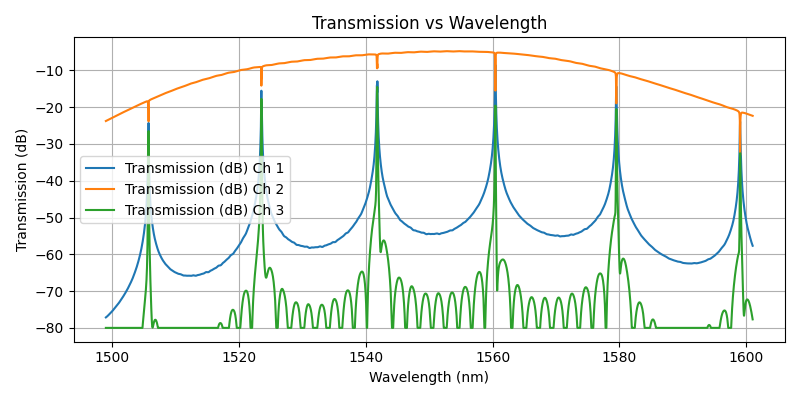 Transmission vs Wavelength
−10
−20
−30
−40
−50
−60
−70
−80
Transmission (dB)
Transmission (dB) Ch 1
Transmission (dB) Ch 2
Transmission (dB) Ch 3
1500 1520 1540 1560 1580 1600
Wavelength (nm)